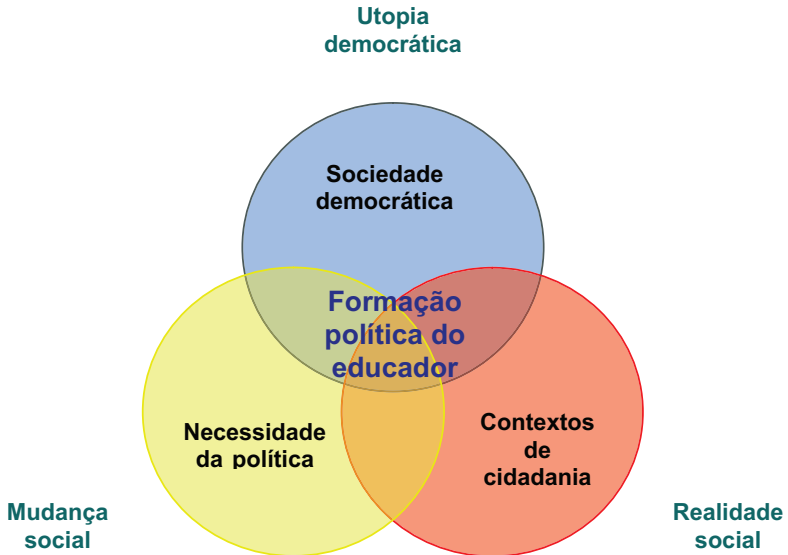 Utopia
democrática
Sociedade
democrática
Formação
política do
educador
Necessidade
da política
Contextos
de
cidadania
Mudança
social
Realidade
social